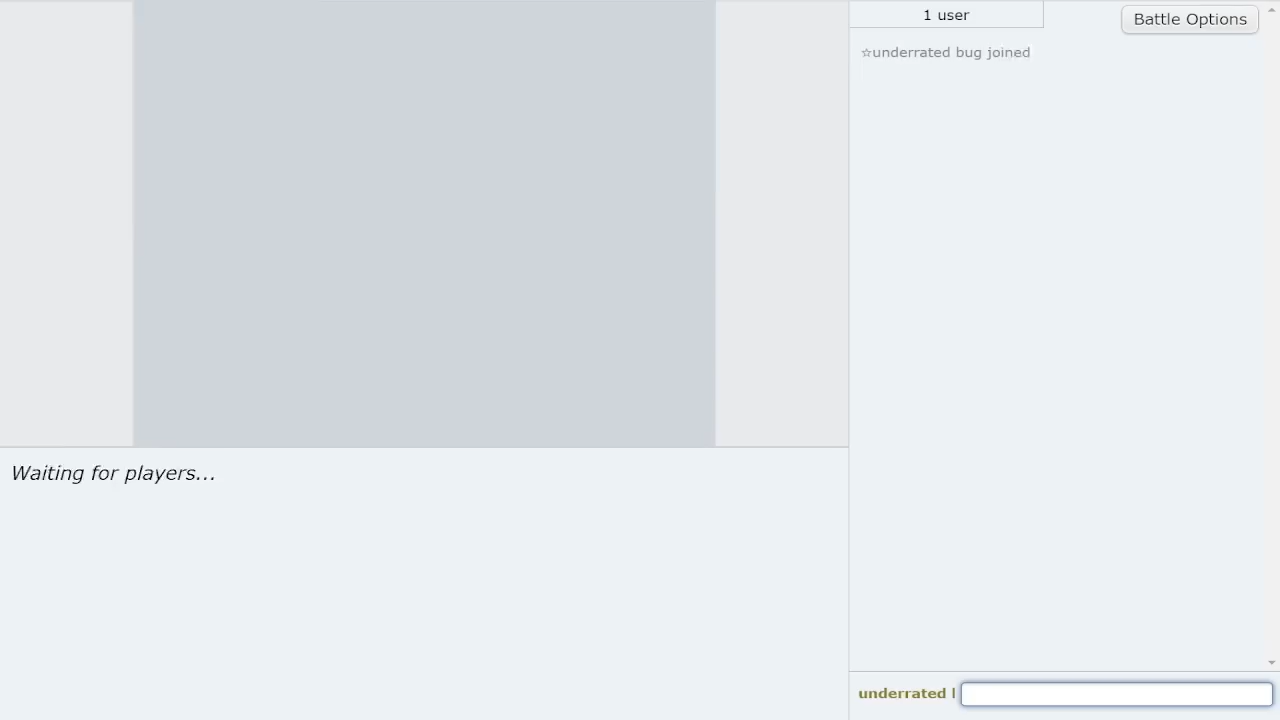 1 user
Battle Options
☆underrated bug joined
Waiting for players...
underrated